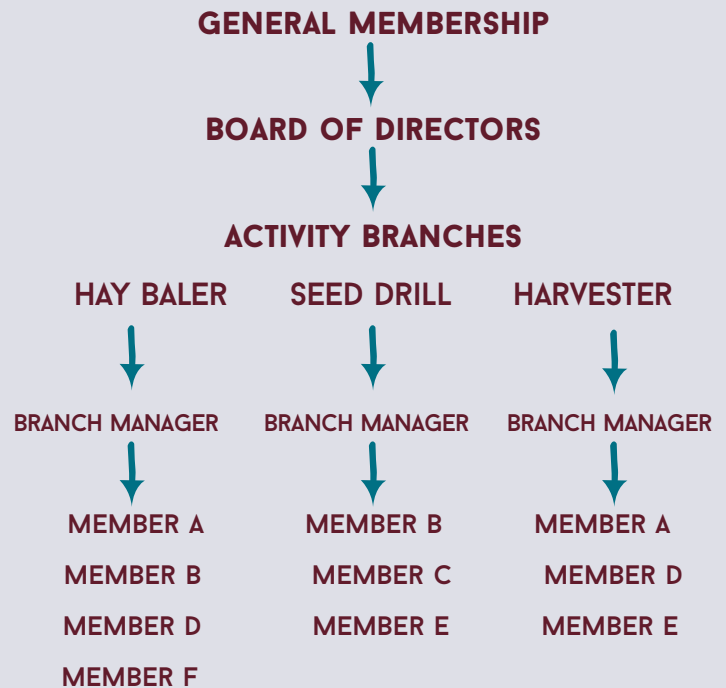 GENERAL MEMBERSHIP
BOARD OF DIRECTORS
ACTIVITY BRANCHES
HAY BALER SEED DRILL HARVESTER
BRANCH MANAGER BRANCH MANAGER BRANCH MANAGER
MEMBER A MEMBER B MEMBER A
MEMBER B MEMBER C MEMBER D
MEMBER D MEMBER E MEMBER E
MEMBER F